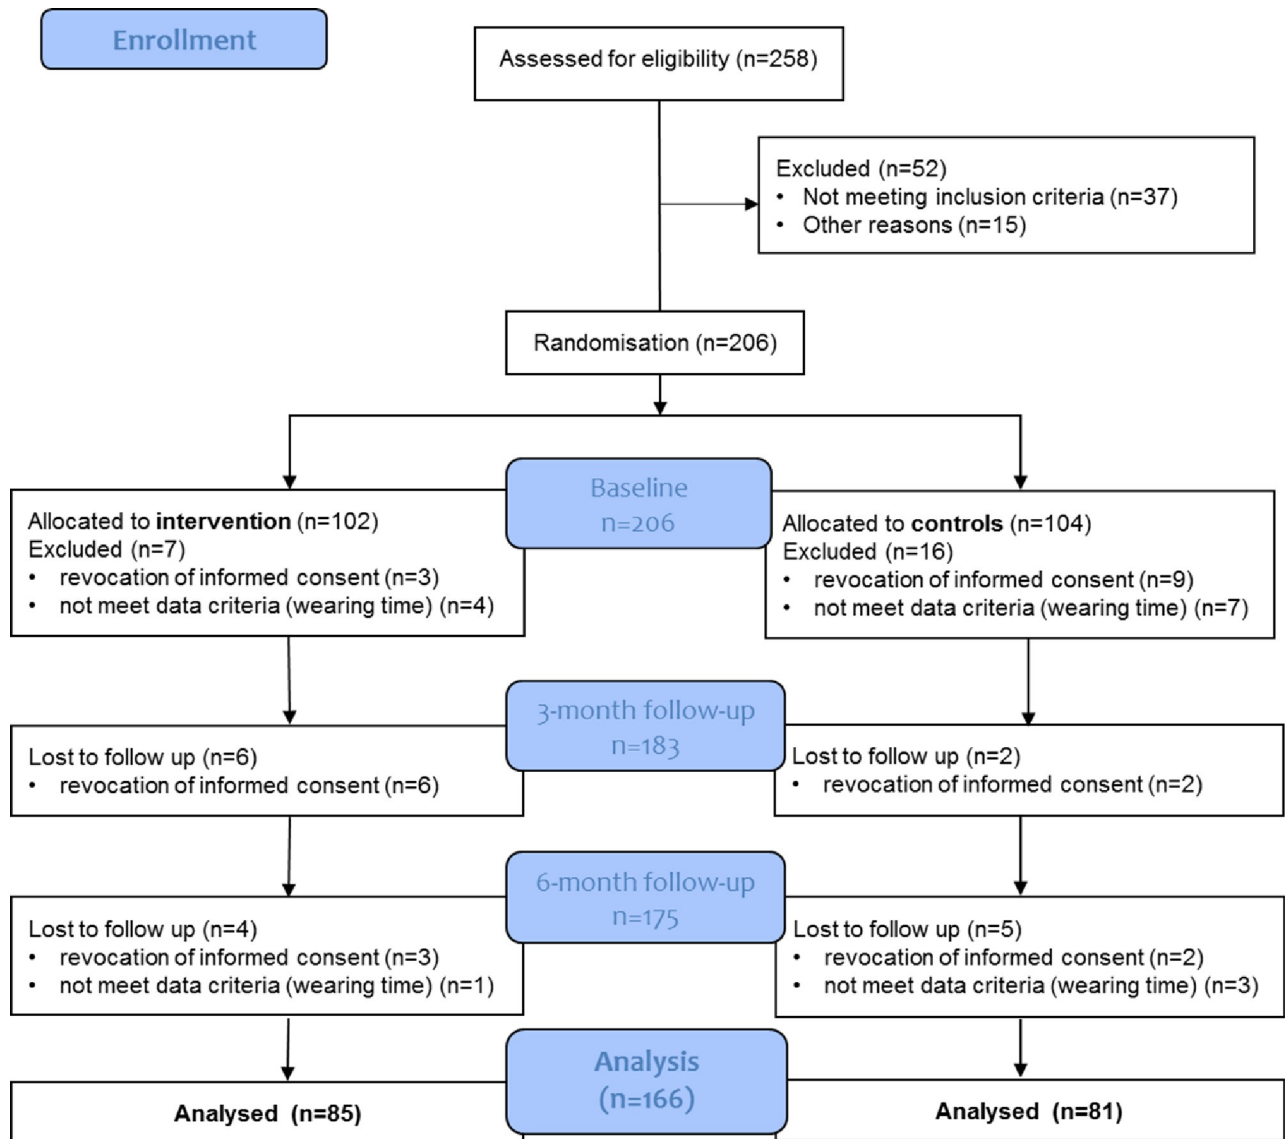 Enrollment
Assessed for eligibility (n=258)
Excluded (n=52)
• Not meeting inclusion criteria (n=37)
• Other reasons (n=15)
Randomisation (n=206)
Baseline
n=206
Allocated to intervention (n=102)
Excluded (n=7)
• revocation of informed consent (n=3)
• not meet data criteria (wearing time) (n=4)
Allocated to controls (n=104)
Excluded (n=16)
• revocation of informed consent (n=9)
• not meet data criteria (wearing time) (n=7)
3-month follow-up
n=183
Lost to follow up (n=6)
• revocation of informed consent (n=6)
Lost to follow up (n=2)
• revocation of informed consent (n=2)
6-month follow-up
n=175
Lost to follow up (n=4)
• revocation of informed consent (n=3)
• not meet data criteria (wearing time) (n=1)
Lost to follow up (n=5)
• revocation of informed consent (n=2)
• not meet data criteria (wearing time) (n=3)
Analysis
(n=166)
Analysed (n=85)
Analysed (n=81)